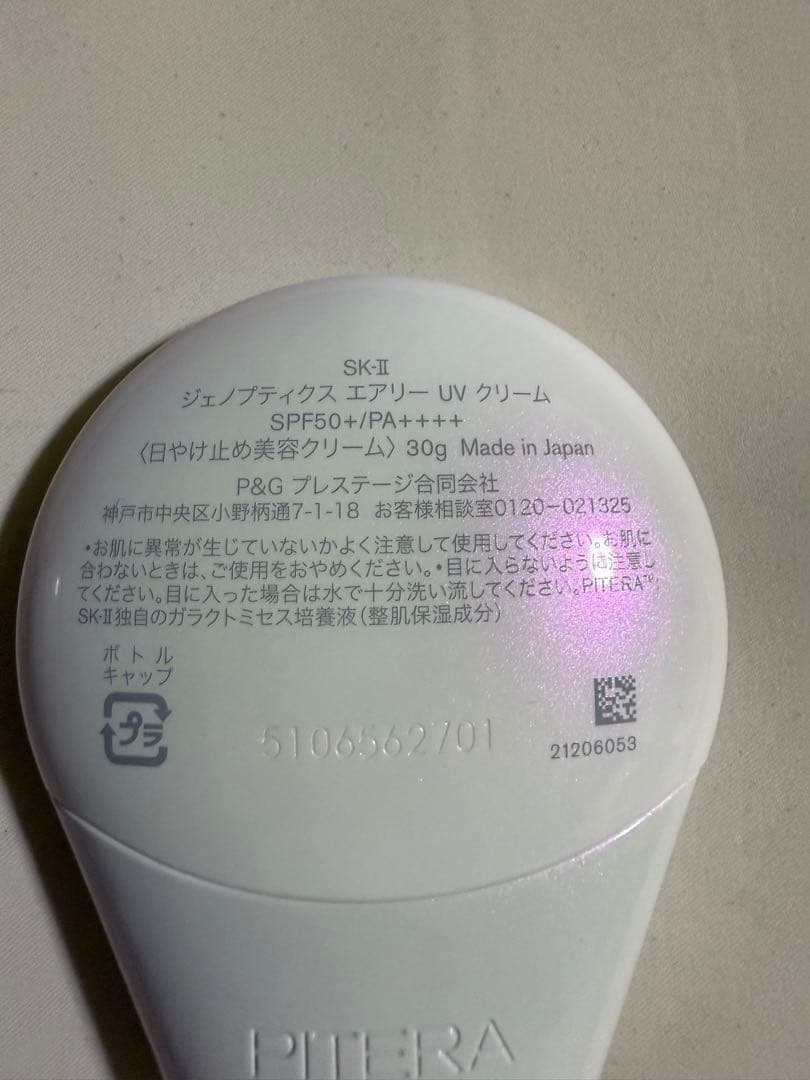 SK-II
ジェノプティクス エアリー UV クリーム
SPF50+/PA++++
〈日やけ止め美容クリーム〉30g Made in Japan
P&G プレステージ合同会社
神戸市中央区小野柄通7-1-18 お客様相談室0120-021325
・お肌に異常が生じていないかよく注意して使用してください。お肌に
合わないときは、ご使用をおやめください。・目に入らないように注意し
てください。目に入った場合は水で十分洗い流してください。PITERA™:
SK-II独自のガラクトミセス培養液(整肌保湿成分)
ボトル
キャップ
プラ
5106562701
21206053
PITERA